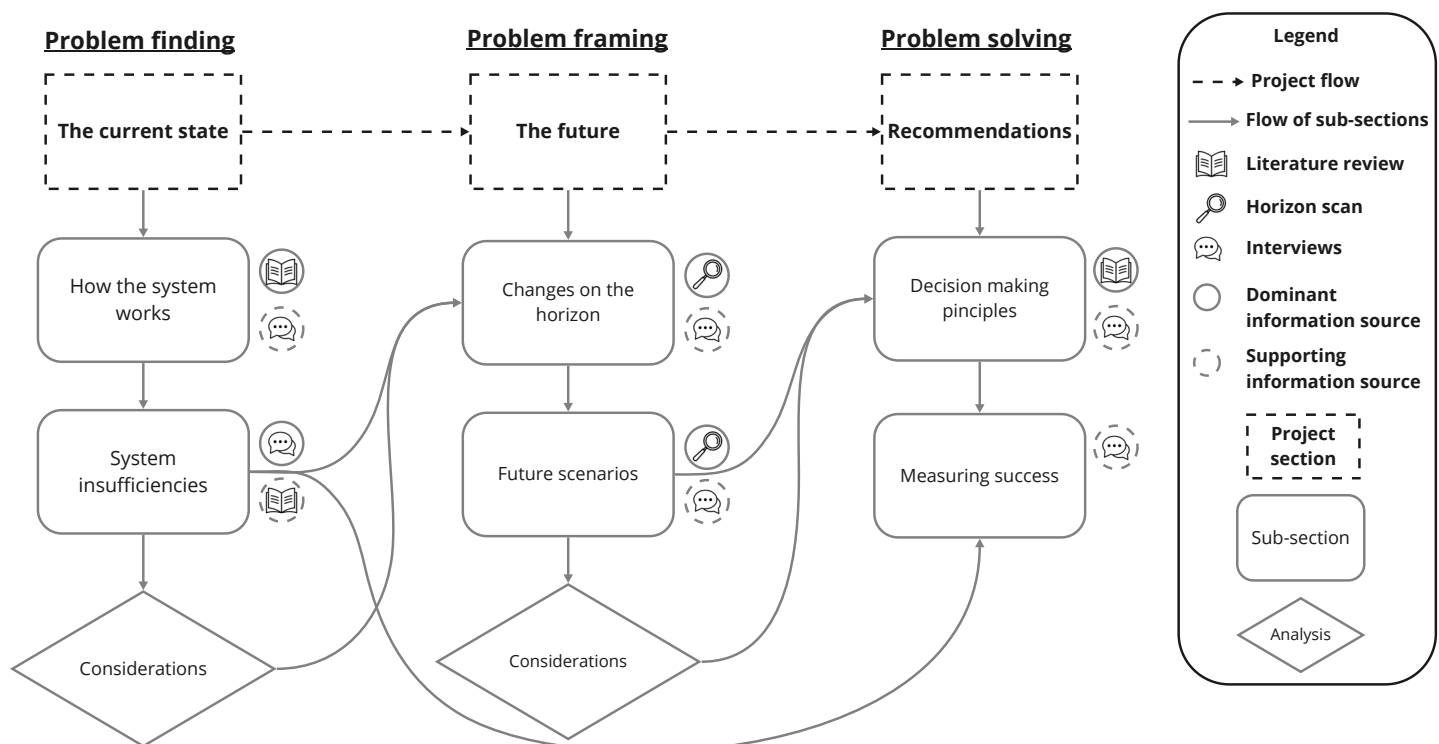 Problem finding
Problem framing
Problem solving
The current state
The future
Recommendations
How the system
works
Changes on the
horizon
Decision making
pinciples
System
insufficiencies
Future scenarios
Measuring success
Considerations
Considerations
Legend
Project flow
Flow of sub-sections
Literature review
Horizon scan
Interviews
Dominant
information source
Supporting
information source
Project
section
Sub-section
Analysis